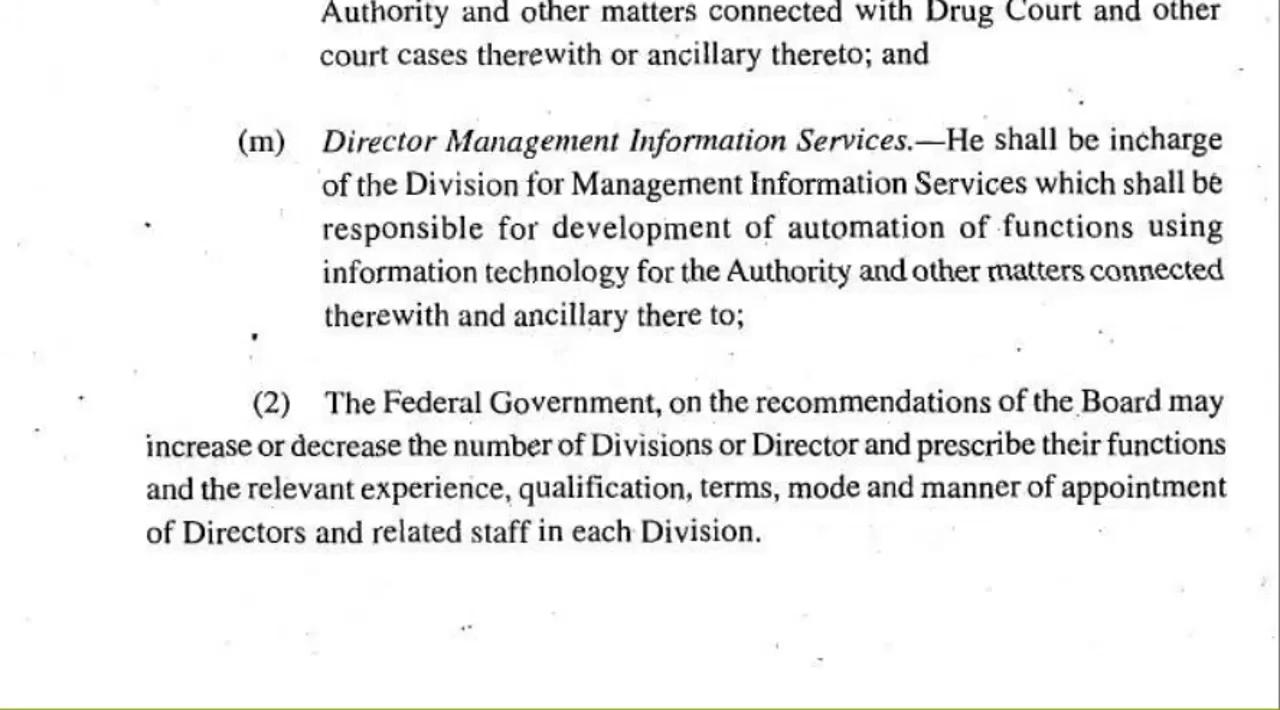 Authority and other matters connected with Drug Court and other
court cases therewith or ancillary thereto; and
(m) Director Management Information Services.—He shall be incharge
of the Division for Management Information Services which shall be
responsible for development of automation of functions using
information technology for the Authority and other matters connected
therewith and ancillary there to;
(2) The Federal Government, on the recommendations of the Board may
increase or decrease the number of Divisions or Director and prescribe their functions
and the relevant experience, qualification, terms, mode and manner of appointment
of Directors and related staff in each Division.